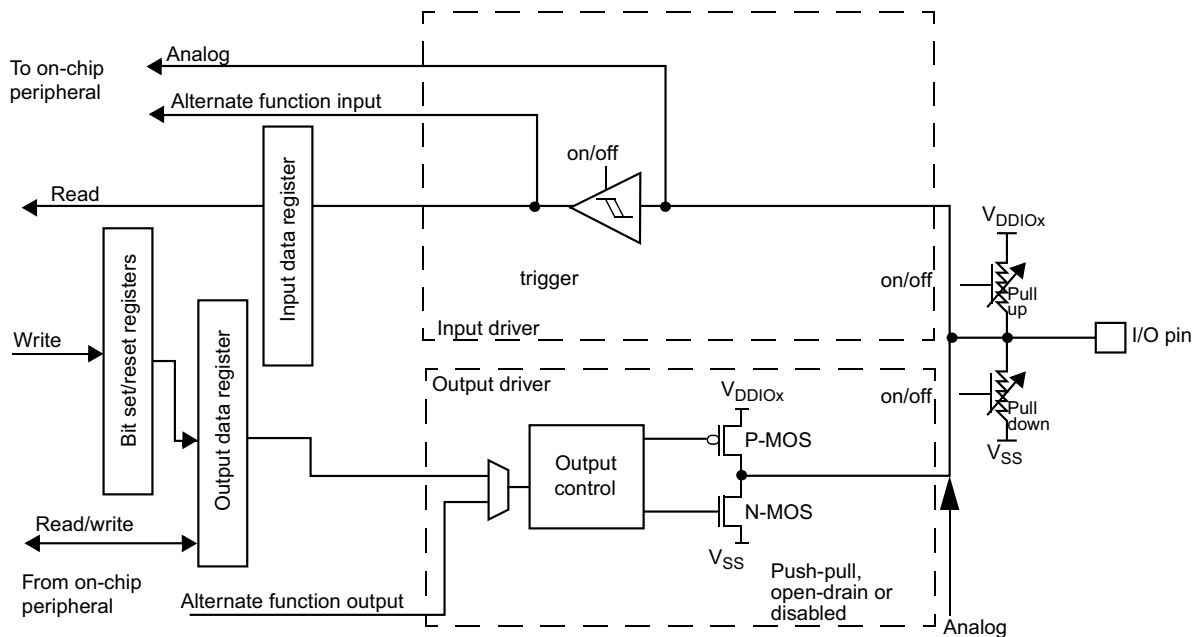 To on-chip
peripheral
Analog
Alternate function input
on/off
Read
Input data register
trigger
Input driver
V_DDIOx
on/off
Pull
up
I/O pin
Write
Bit set/reset registers
Output data register
Output driver
on/off
Pull
down
V_SS
V_DDIOx
P-MOS
Output
control
N-MOS
V_SS
Read/write
From on-chip
peripheral
Alternate function output
Push-pull,
open-drain or
disabled
Analog